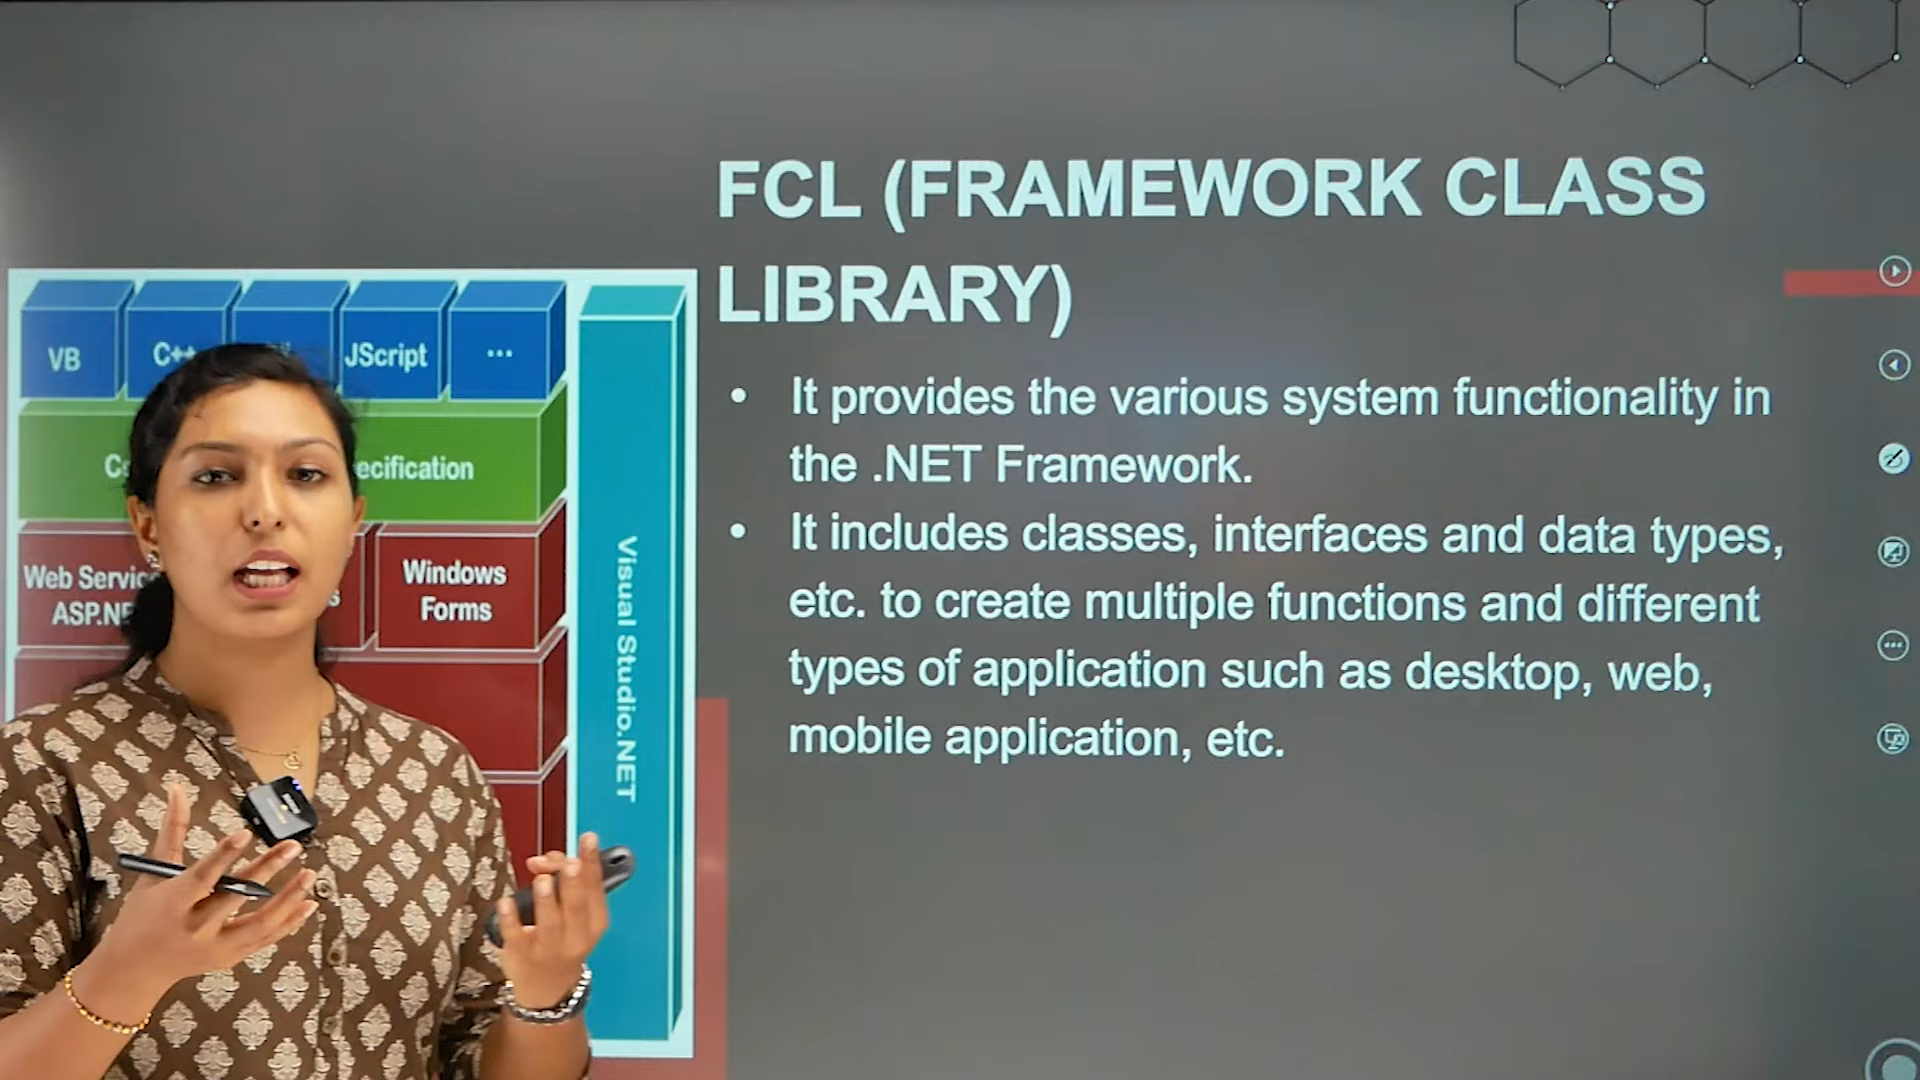 FCL (FRAMEWORK CLASS
LIBRARY)
• It provides the various system functionality in
the .NET Framework.
• It includes classes, interfaces and data types,
etc. to create multiple functions and different
types of application such as desktop, web,
mobile application, etc.
VB
JScript
...
Windows
Forms
Visual Studio.NET